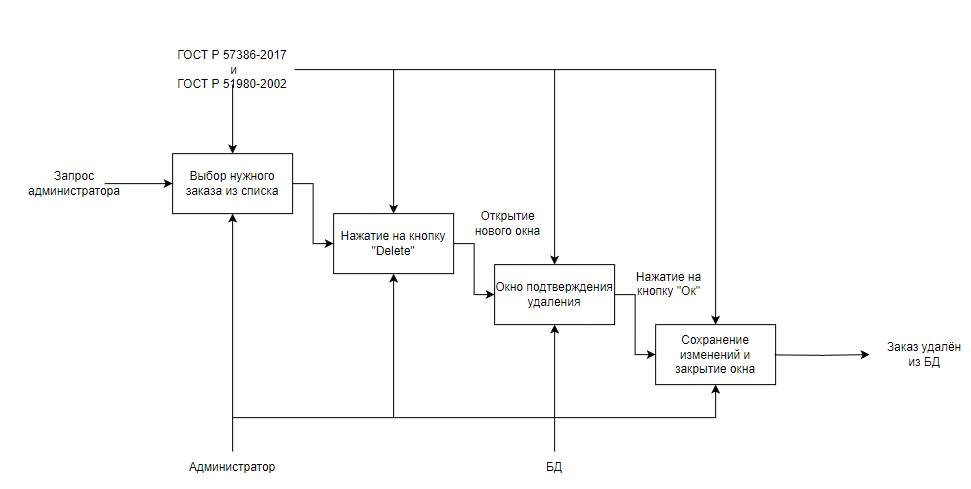 ГОСТ Р 57386-2017
и
ГОСТ Р 51980-2002
Запрос
администратора
Выбор нужного
заказа из списка
Нажатие на кнопку
"Delete"
Открытие
нового окна
Окно подтверждения
удаления
Нажатие на
кнопку "Ок"
Сохранение
изменений и
закрытие окна
Заказ удалён
из БД
Администратор
БД